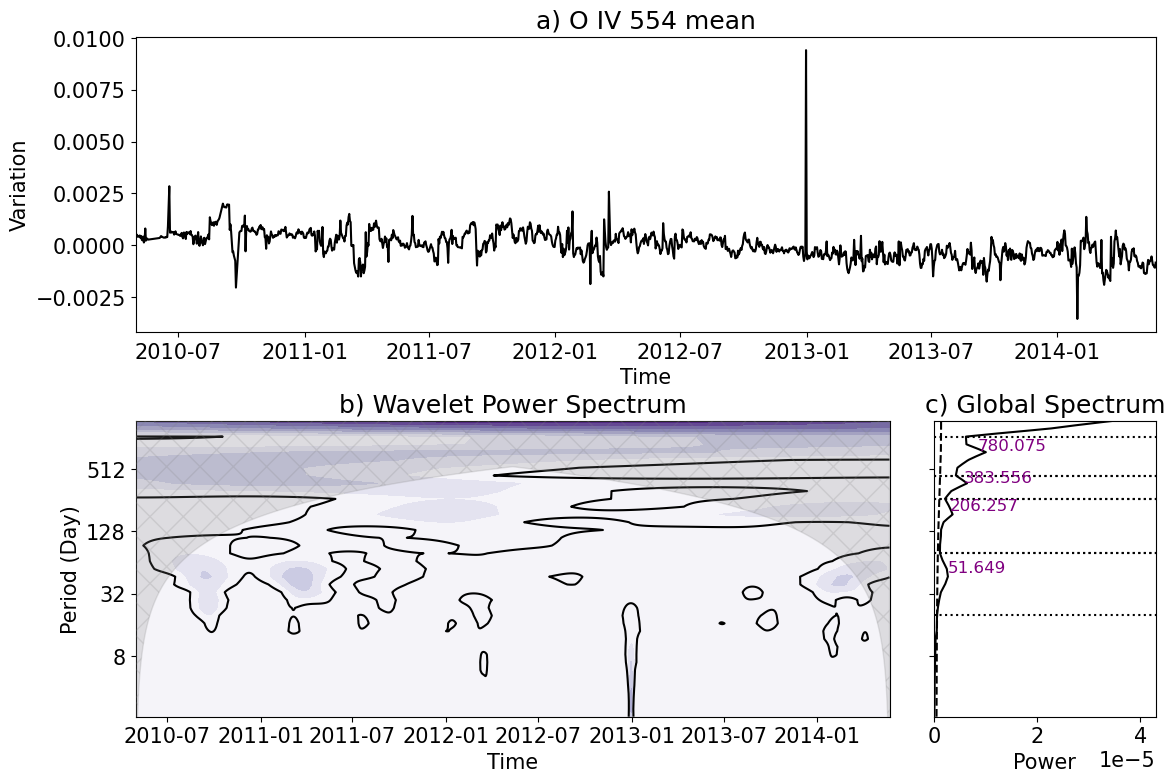 a) O IV 554 mean
0.0100
0.0075
0.0050
0.0025
0.0000
−0.0025
Variation
2010-07 2011-01 2011-07 2012-01 2012-07 2013-01 2013-07 2014-01
Time
b) Wavelet Power Spectrum
512
128
32
8
Period (Day)
2010-07 2011-01 2011-07 2012-01 2012-07 2013-01 2013-07 2014-01
Time
c) Global Spectrum
780.075
383.556
206.257
51.649
0 2 4
Power 1e−5